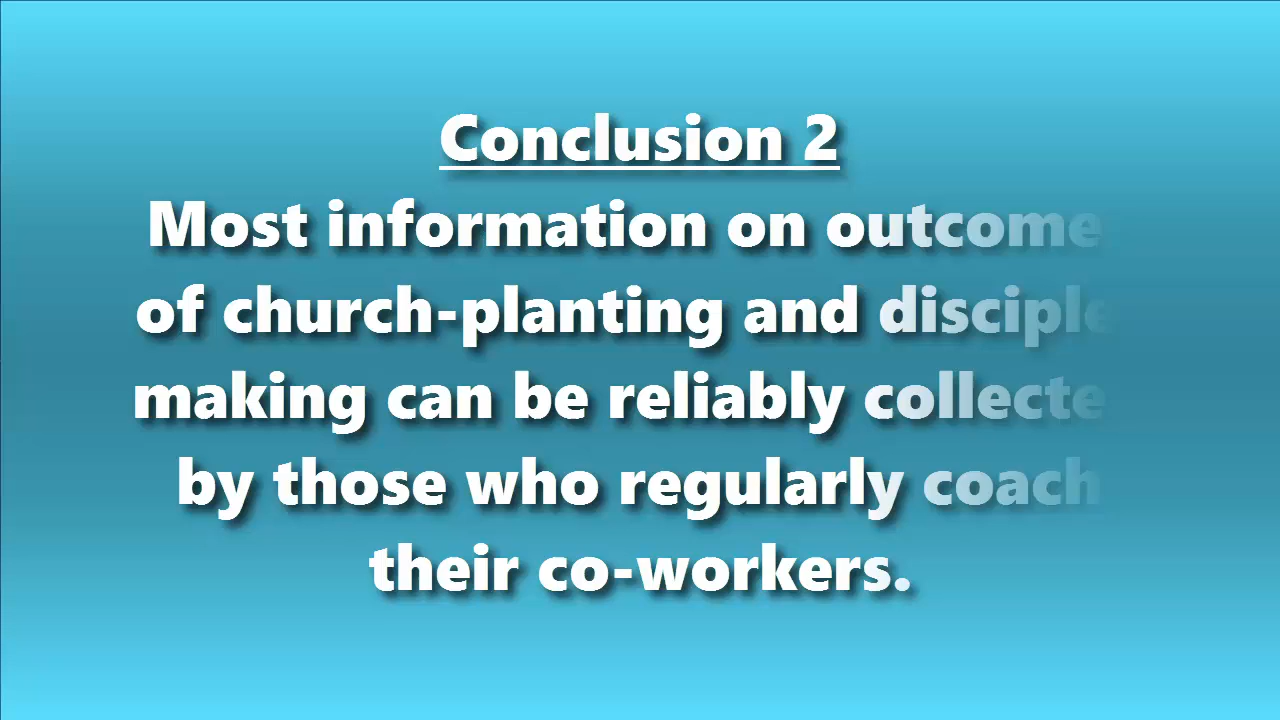 Conclusion 2
Most information on outcome
of church-planting and disciple
making can be reliably collecte
by those who regularly coach
their co-workers.